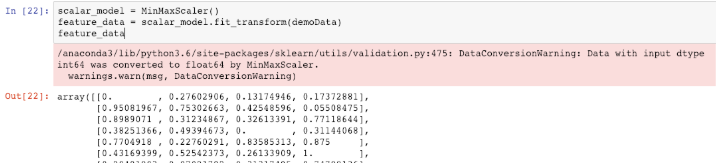 In [22]: scalar_model = MinMaxScaler()
feature_data = scalar_model.fit_transform(demoData)
feature_data
/anaconda3/lib/python3.6/site-packages/sklearn/utils/validation.py:475: DataConversionWarning: Data with input dtype
int64 was converted to float64 by MinMaxScaler.
warnings.warn(msg, DataConversionWarning)
Out[22]: array([[0.        , 0.27602906, 0.13174946, 0.17372881],
[0.95081967, 0.75302663, 0.42548596, 0.05508475],
[0.8989071 , 0.31234867, 0.32613391, 0.77118644],
[0.38251366, 0.49394673, 0.        , 0.31144068],
[0.7704918 , 0.22760291, 0.83585313, 0.875     ],
[0.43169399, 0.52542373, 0.26133909, 1.        ],